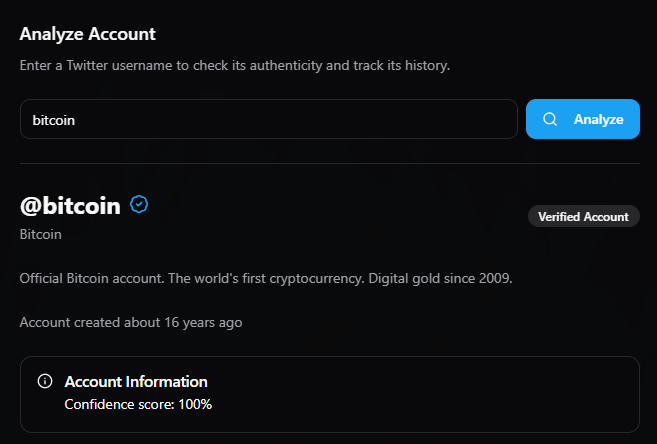 Analyze Account
Enter a Twitter username to check its authenticity and track its history.
bitcoin
Analyze
@bitcoin
Verified Account
Bitcoin
Official Bitcoin account. The world's first cryptocurrency. Digital gold since 2009.
Account created about 16 years ago
Account Information
Confidence score: 100%